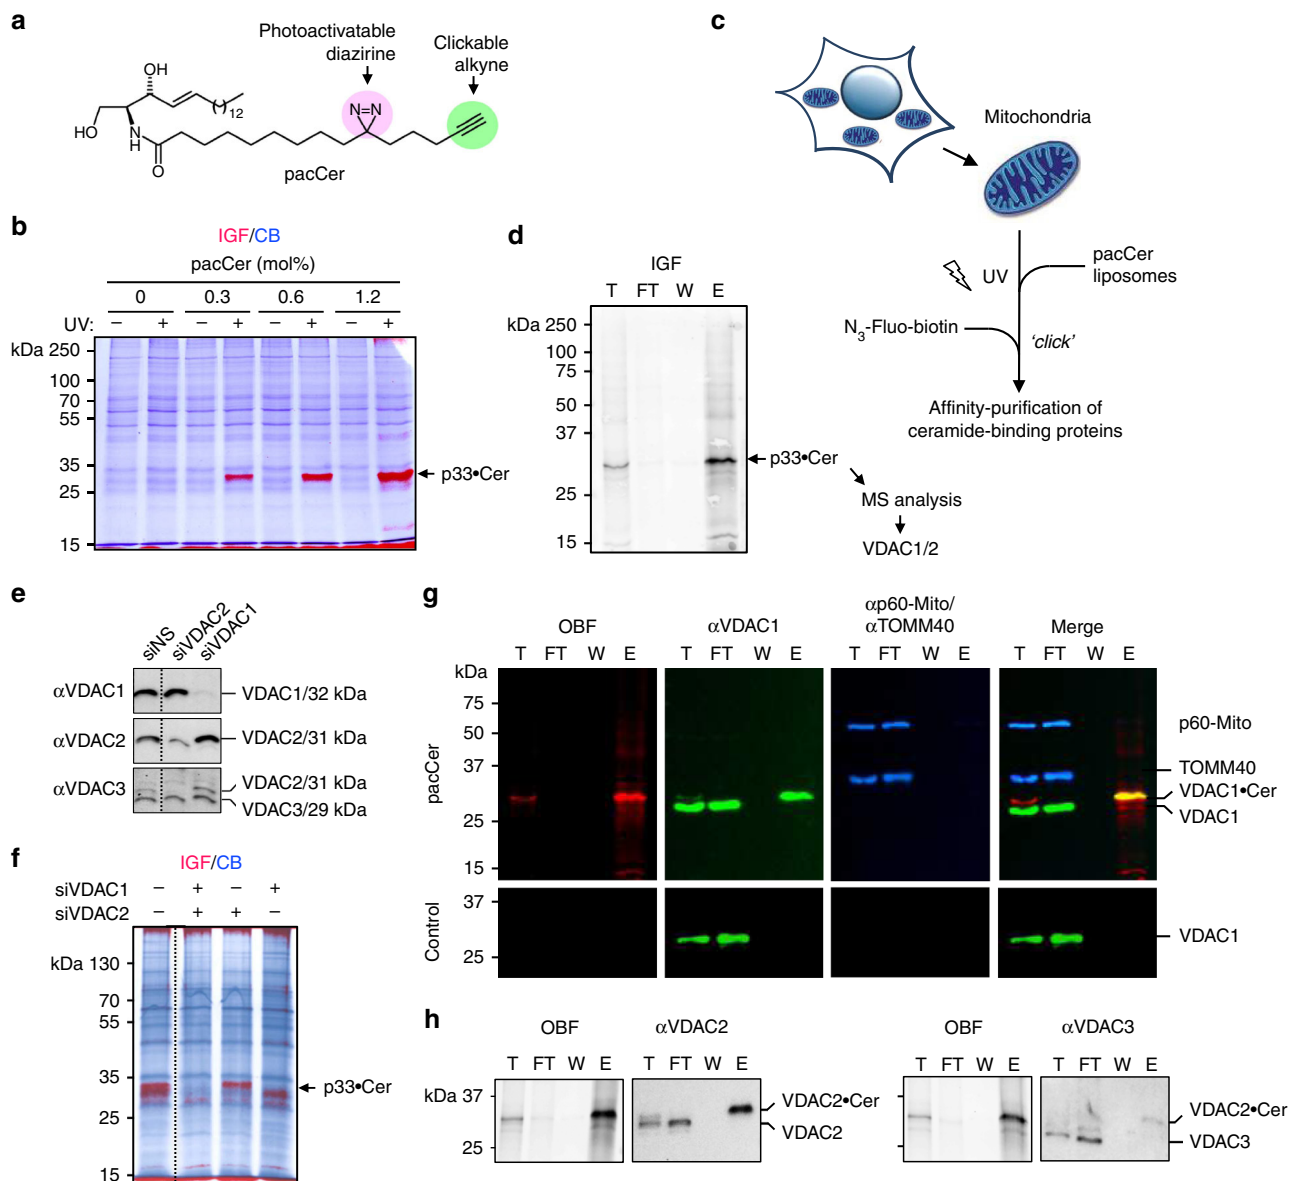 a
Photoactivatable
diazirine
Clickable
alkyne
OH
HO
N
H
O
( )12
N=N
pacCer
b
IGF/CB
pacCer (mol%)
0 0.3 0.6 1.2
UV: – + – + – + – +
kDa 250
100
70
55
35
25
15
p33•Cer
c
Mitochondria
UV
pacCer
liposomes
N3-Fluo-biotin
‘click’
Affinity-purification of
ceramide-binding proteins
d
IGF
T FT W E
kDa 250
100
75
50
37
25
15
p33•Cer
MS analysis
VDAC1/2
e
siNS
siVDAC2
siVDAC1
αVDAC1
VDAC1/32 kDa
αVDAC2
VDAC2/31 kDa
αVDAC3
VDAC2/31 kDa
VDAC3/29 kDa
f
IGF/CB
siVDAC1 – + – +
siVDAC2 – + + –
kDa 130
70
55
35
25
15
p33•Cer
g
OBF
αVDAC1
αp60-Mito/
αTOMM40
Merge
T FT W E T FT W E T FT W E T FT W E
kDa
75
50
37
25
15
pacCer
p60-Mito
TOMM40
VDAC1•Cer
VDAC1
37
25
Control
VDAC1
h
OBF
αVDAC2
T FT W E T FT W E
kDa 37
25
VDAC2•Cer
VDAC2
OBF
αVDAC3
T FT W E T FT W E
VDAC2•Cer
VDAC3